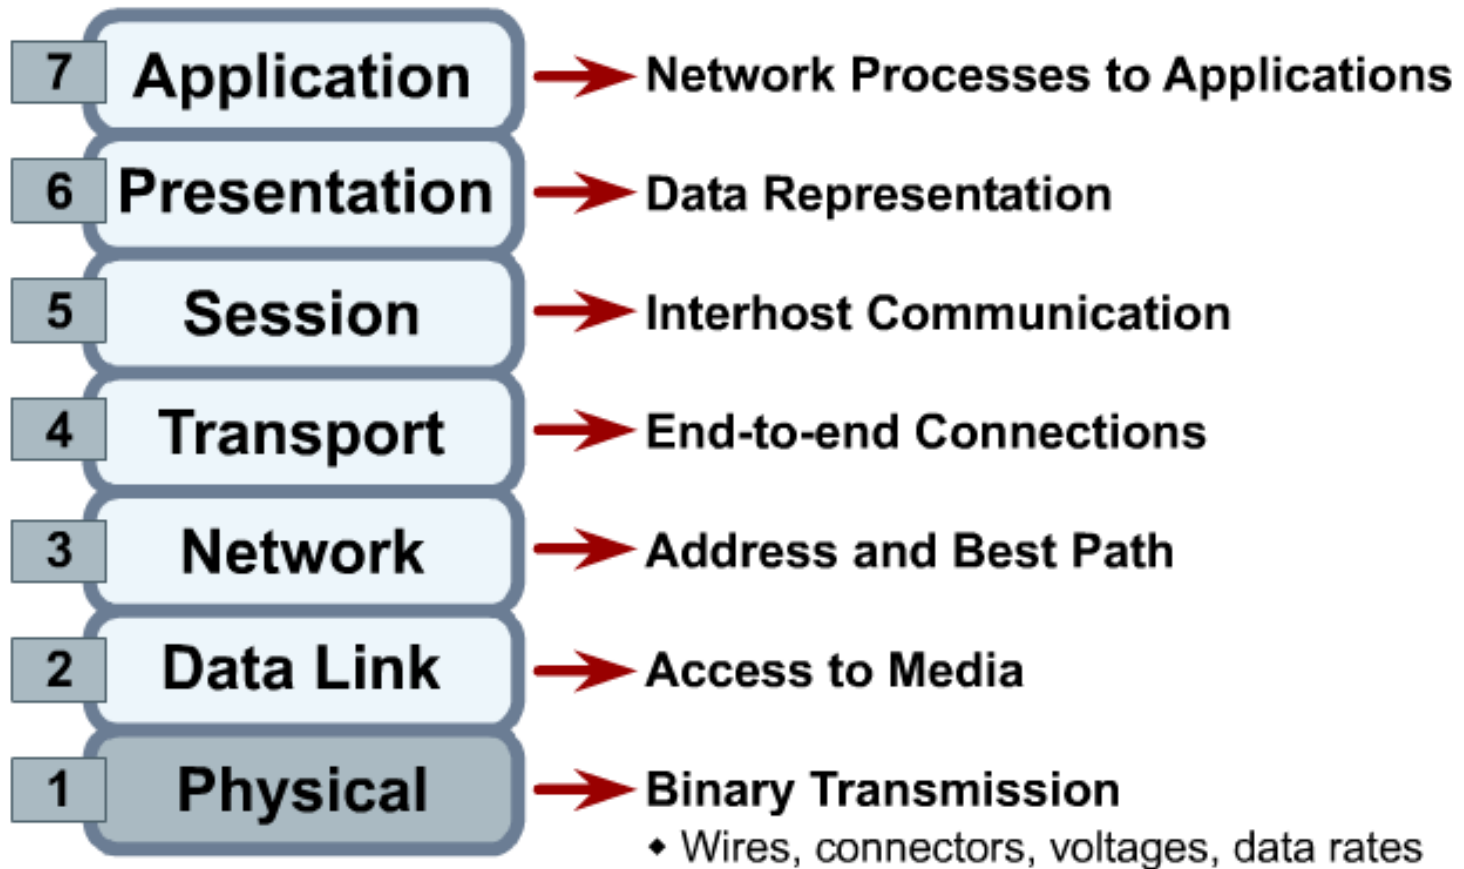 7 Application Network Processes to Applications
6 Presentation Data Representation
5 Session Interhost Communication
4 Transport End-to-end Connections
3 Network Address and Best Path
2 Data Link Access to Media
1 Physical Binary Transmission
◆ Wires, connectors, voltages, data rates